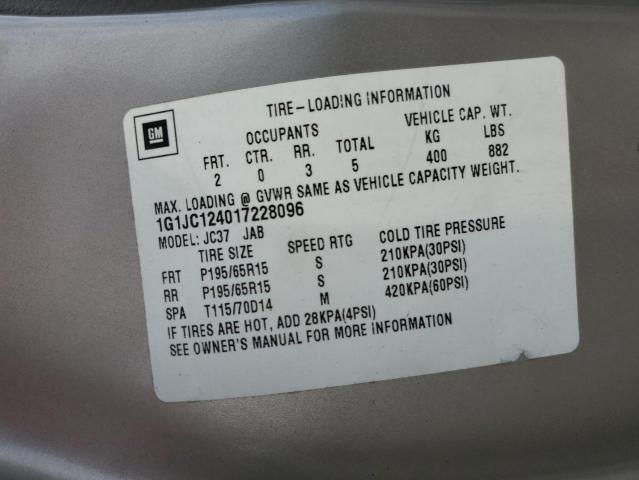 GM
TIRE-LOADING INFORMATION
OCCUPANTS VEHICLE CAP. WT.
FRT. CTR. RR. TOTAL KG LBS
2 0 3 5 400 882
MAX. LOADING @ GVWR SAME AS VEHICLE CAPACITY WEIGHT.
1G1JC124017228096
MODEL: JC37 JAB
TIRE SIZE SPEED RTG COLD TIRE PRESSURE
FRT P195/65R15 S 210KPA(30PSI)
RR P195/65R15 S 210KPA(30PSI)
SPA T115/70D14 M 420KPA(60PSI)
IF TIRES ARE HOT, ADD 28KPA(4PSI)
SEE OWNER'S MANUAL FOR MORE INFORMATION